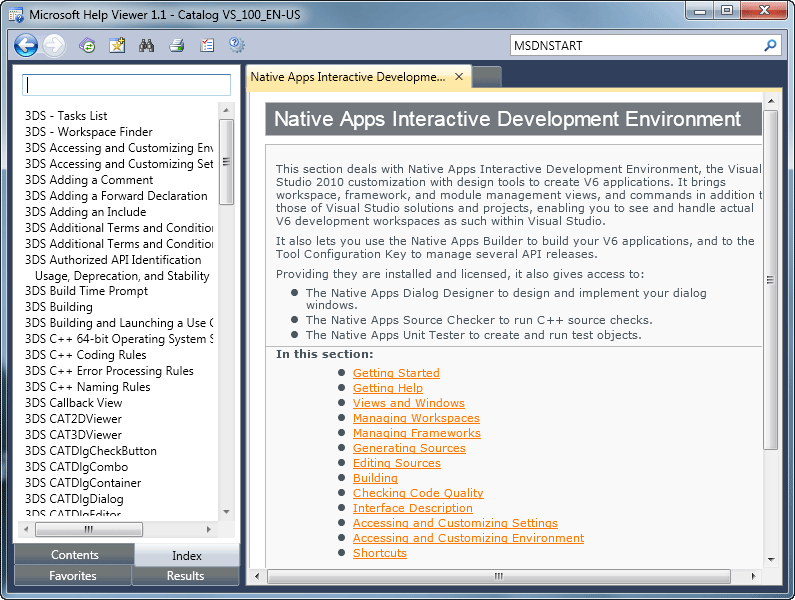 Microsoft Help Viewer 1.1 - Catalog VS_100_EN-US
MSDNSTART
3DS - Tasks List
3DS - Workspace Finder
3DS Accessing and Customizing Env
3DS Accessing and Customizing Set
3DS Adding a Comment
3DS Adding a Forward Declaration
3DS Adding an Include
3DS Additional Terms and Condition
3DS Additional Terms and Condition
3DS Authorized API Identification
Usage, Deprecation, and Stability
3DS Build Time Prompt
3DS Building
3DS Building and Launching a Use C
3DS C++ 64-bit Operating System S
3DS C++ Coding Rules
3DS C++ Error Processing Rules
3DS C++ Naming Rules
3DS Callback View
3DS CAT2DViewer
3DS CAT3DViewer
3DS CATDlgCheckButton
3DS CATDlgCombo
3DS CATDlgContainer
3DS CATDlgDialog
3DS CATDlgEditor
Contents
Index
Favorites
Results
Native Apps Interactive Developme...
Native Apps Interactive Development Environment
This section deals with Native Apps Interactive Development Environment, the Visual
Studio 2010 customization with design tools to create V6 applications. It brings
workspace, framework, and module management views, and commands in addition t
those of Visual Studio solutions and projects, enabling you to see and handle actual
V6 development workspaces as such within Visual Studio.
It also lets you use the Native Apps Builder to build your V6 applications, and to the
Tool Configuration Key to manage several API releases.
Providing they are installed and licensed, it also gives access to:
The Native Apps Dialog Designer to design and implement your dialog
windows.
The Native Apps Source Checker to run C++ source checks.
The Native Apps Unit Tester to create and run test objects.
In this section:
Getting Started
Getting Help
Views and Windows
Managing Workspaces
Managing Frameworks
Generating Sources
Editing Sources
Building
Checking Code Quality
Interface Description
Accessing and Customizing Settings
Accessing and Customizing Environment
Shortcuts